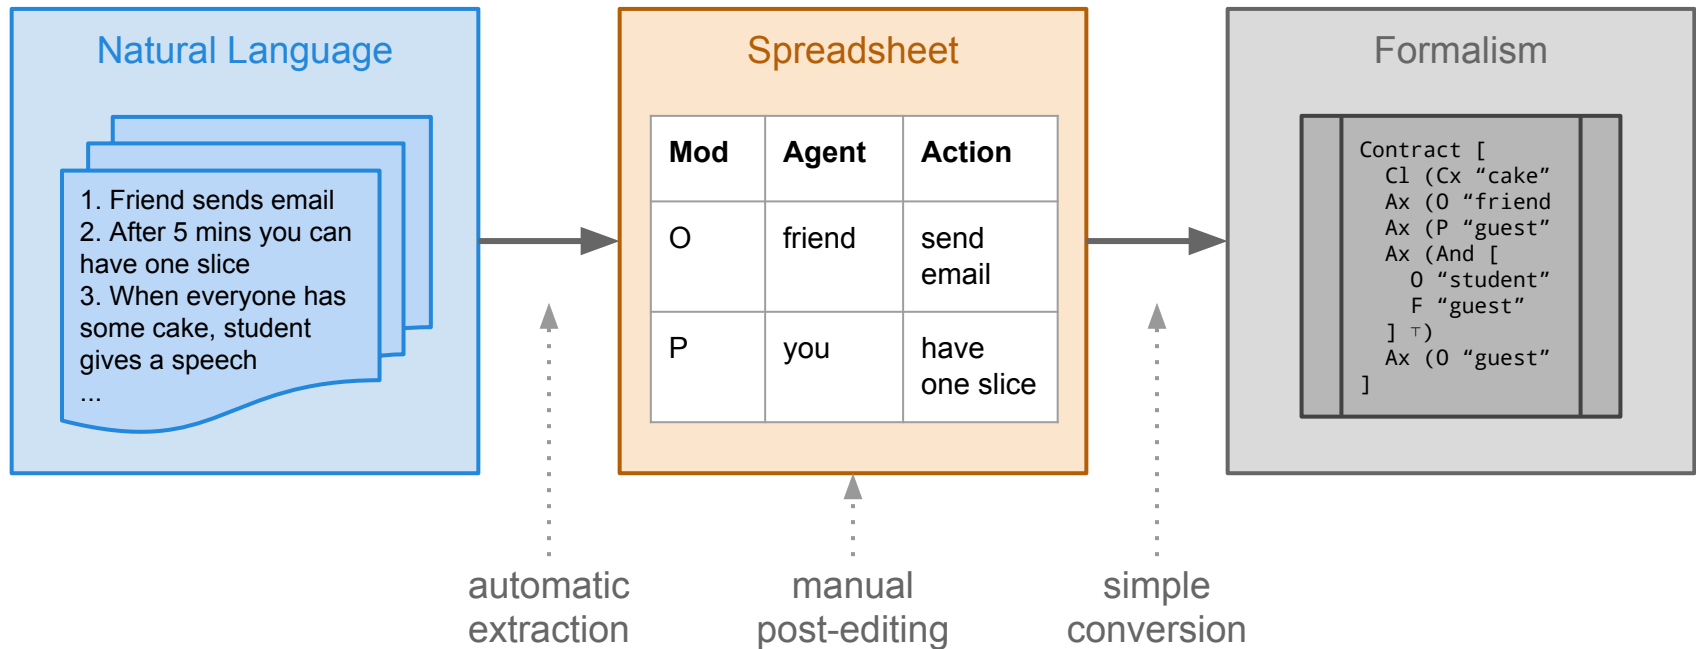 Natural Language
1. Friend sends email
2. After 5 mins you can
have one slice
3. When everyone has
some cake, student
gives a speech
...
Spreadsheet
Mod Agent Action
O friend send
email
P you have
one slice
Formalism
Contract [
Cl (Cx “cake”
Ax (O “friend
Ax (P “guest”
Ax (And [
O “student”
F “guest”
] ⊤)
Ax (O “guest”
]
automatic
extraction
manual
post-editing
simple
conversion